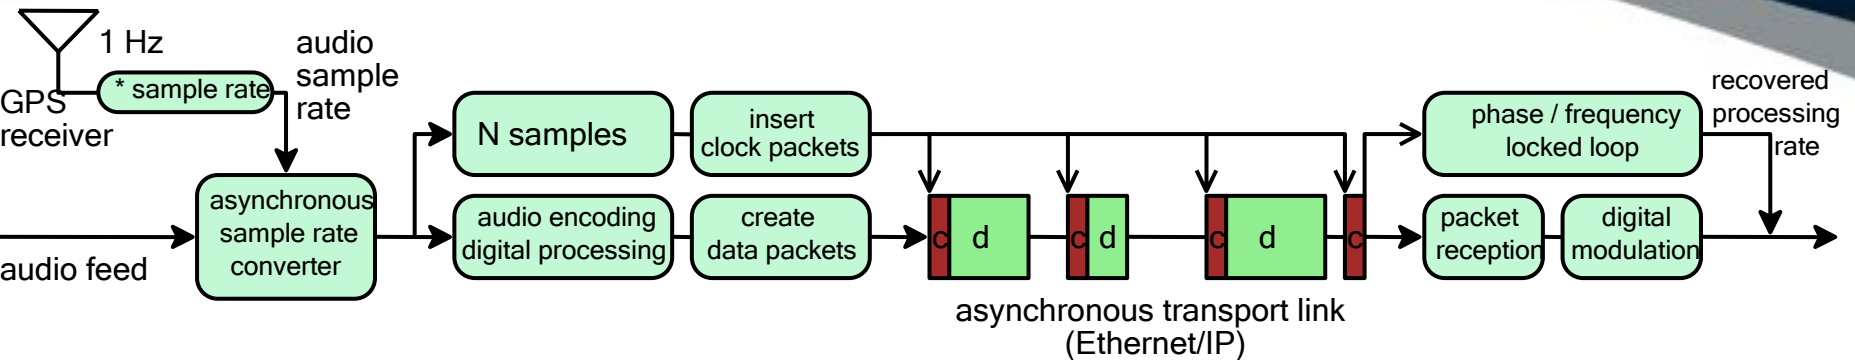 1 Hz
GPS
receiver
* sample rate
audio
sample
rate
audio feed
asynchronous
sample rate
converter
N samples
insert
clock packets
audio encoding
digital processing
create
data packets
c d
c d
c d
c
asynchronous transport link
(Ethernet/IP)
phase / frequency
locked loop
recovered
processing
rate
packet
reception
digital
modulation